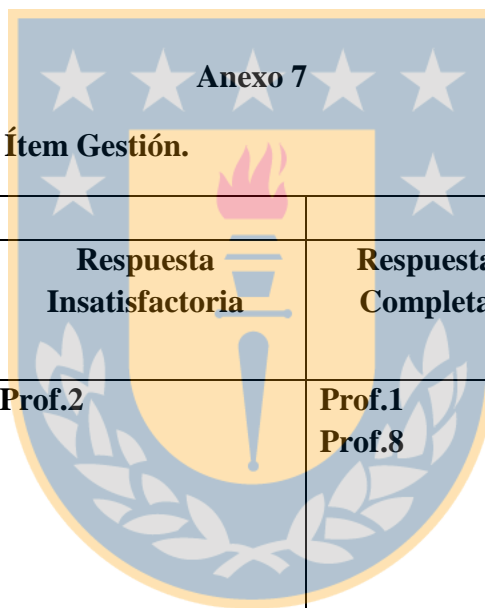 Anexo 7
Ítem Gestión.
Respuesta Respuesta
Insatisfactoria Completa
Prof.2 Prof.1
Prof.8